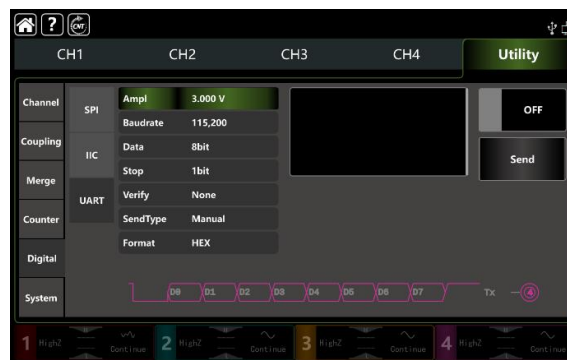 ? CNT
CH1 CH2 CH3 CH4 Utility
Channel
Coupling
Merge
Counter
Digital
System
SPI
IIC
UART
Ampl 3.000 V
Baudrate 115,200
Data 8bit
Stop 1bit
Verify None
SendType Manual
Format HEX
OFF
Send
D0 D1 D2 D3 D4 D5 D6 D7 Tx 4
1 HighZ Continue 2 HighZ Continue 3 HighZ Continue 4 HighZ Continue